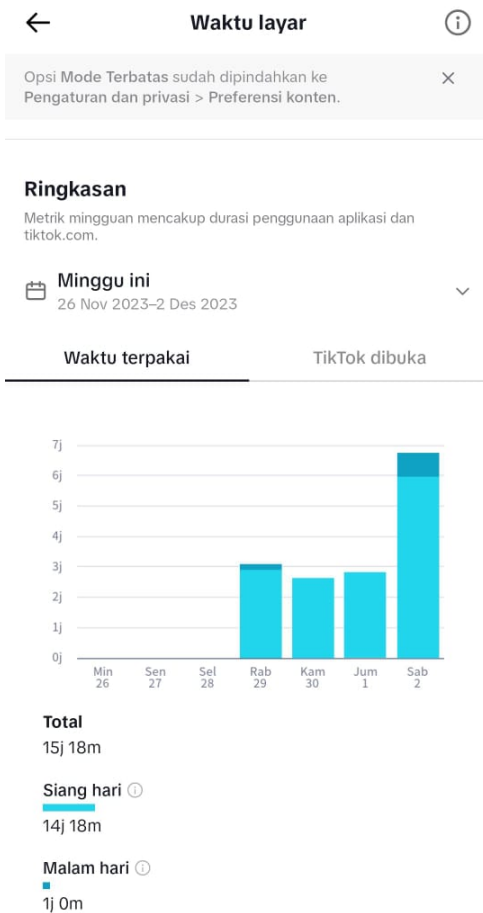 Waktu layar
Opsi Mode Terbatas sudah dipindahkan ke
Pengaturan dan privasi > Preferensi konten.
Ringkasan
Metrik mingguan mencakup durasi penggunaan aplikasi dan
tiktok.com.
Minggu ini
26 Nov 2023–2 Des 2023
Waktu terpakai TikTok dibuka
7j
6j
5j
4j
3j
2j
1j
0j
Min Sen Sel Rab Kam Jum Sab
26 27 28 29 30 1 2
Total
15j 18m
Siang hari
14j 18m
Malam hari
1j 0m